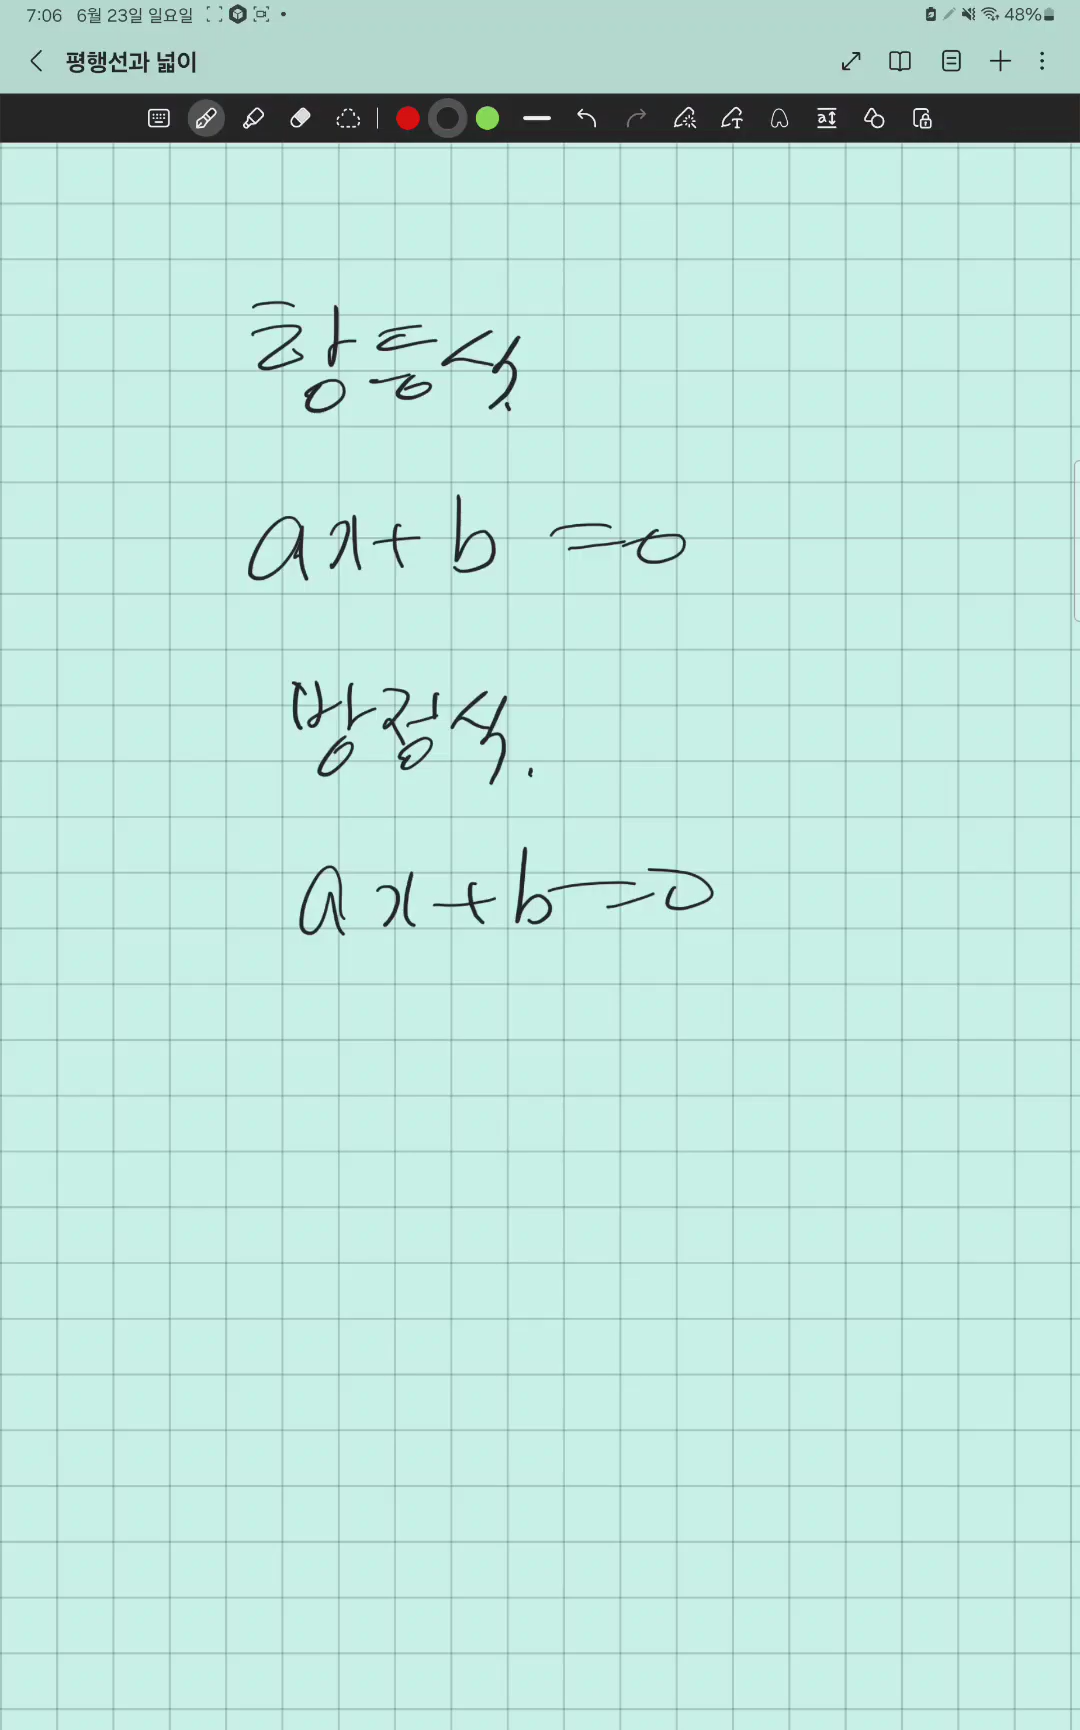 7:06 6월 23일 일요일 48%
평행선과 넓이
항등식.
ax+b=0
방정식.
ax+b=0